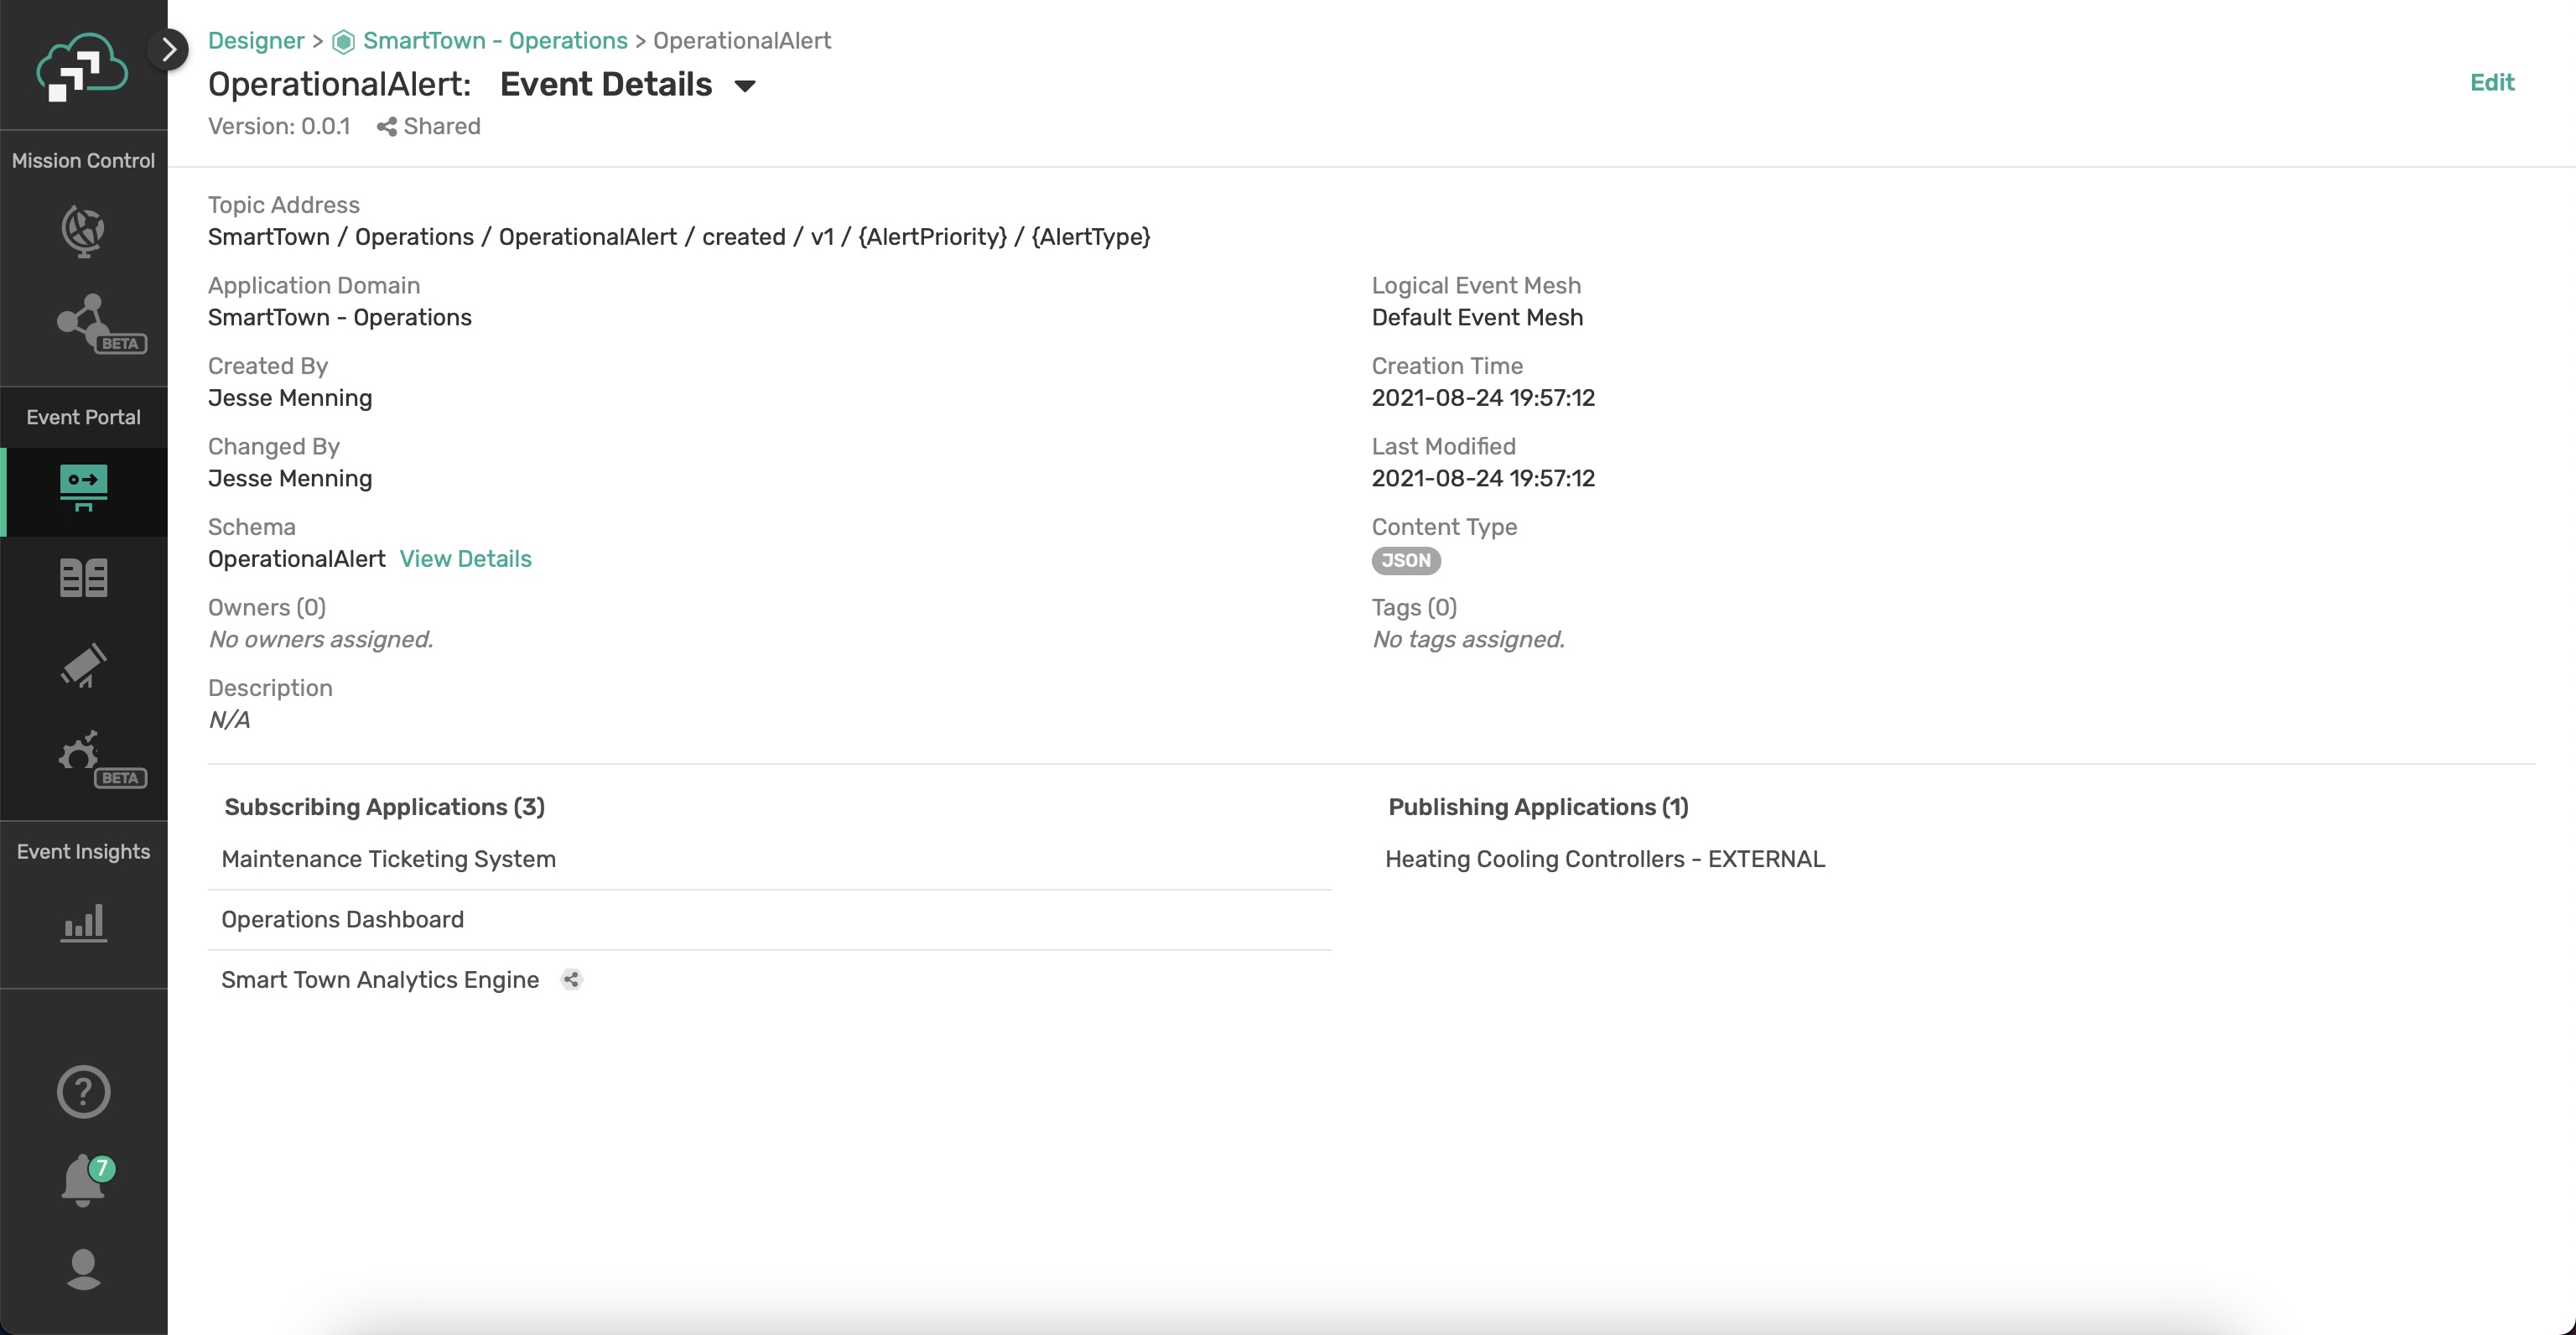 Designer > SmartTown - Operations > OperationalAlert
OperationalAlert: Event Details
Edit
Version: 0.0.1 Shared
Mission Control
BETA
Event Portal
BETA
Event Insights
7
Topic Address
SmartTown / Operations / OperationalAlert / created / v1 / {AlertPriority} / {AlertType}
Application Domain
SmartTown - Operations
Logical Event Mesh
Default Event Mesh
Created By
Jesse Menning
Creation Time
2021-08-24 19:57:12
Changed By
Jesse Menning
Last Modified
2021-08-24 19:57:12
Schema
OperationalAlert View Details
Content Type
JSON
Owners (0)
No owners assigned.
Tags (0)
No tags assigned.
Description
N/A
Subscribing Applications (3)
Maintenance Ticketing System
Operations Dashboard
Smart Town Analytics Engine
Publishing Applications (1)
Heating Cooling Controllers - EXTERNAL